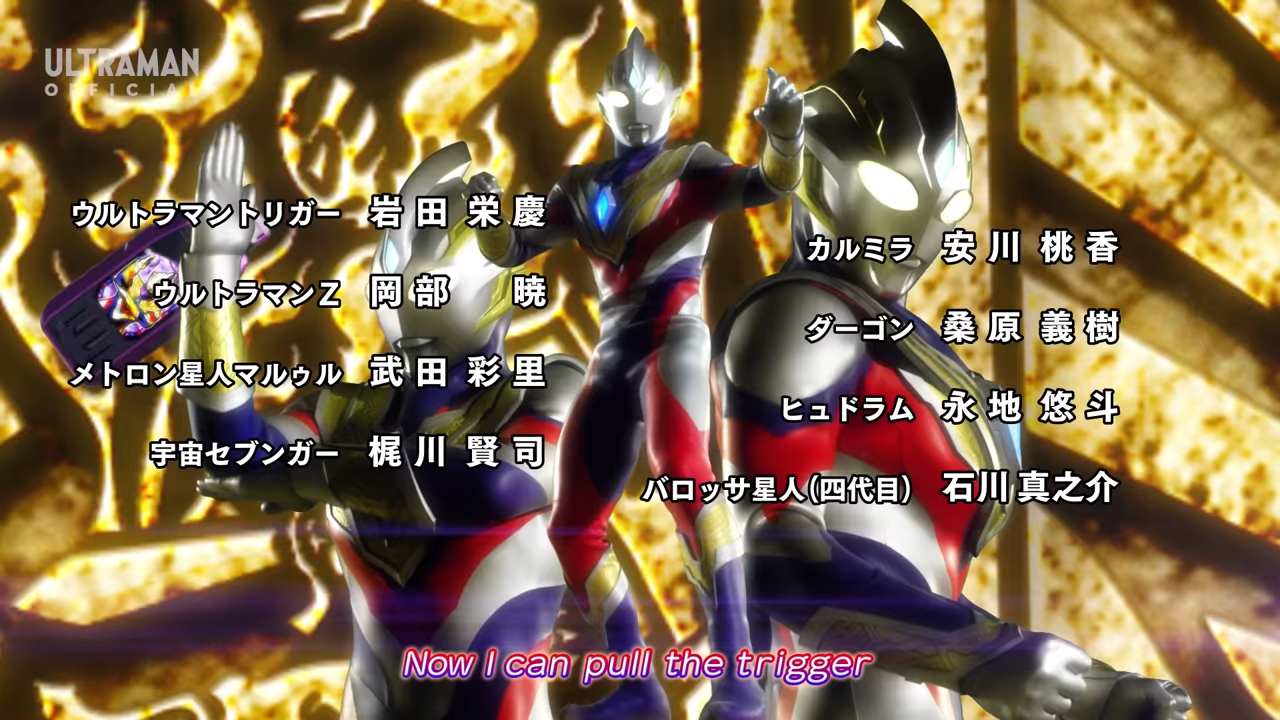 ULTRAMAN
OFFICIAL
ウルトラマントリガー 岩田 栄慶
ウルトラマンZ 岡部 暁
メトロン星人マルゥル 武田 彩里
宇宙セブンガー 梶川 賢司
カルミラ 安川 桃香
ダーゴン 桑原 義樹
ヒュドラム 永地 悠斗
バロッサ星人(四代目) 石川 真之介
Now I can pull the trigger